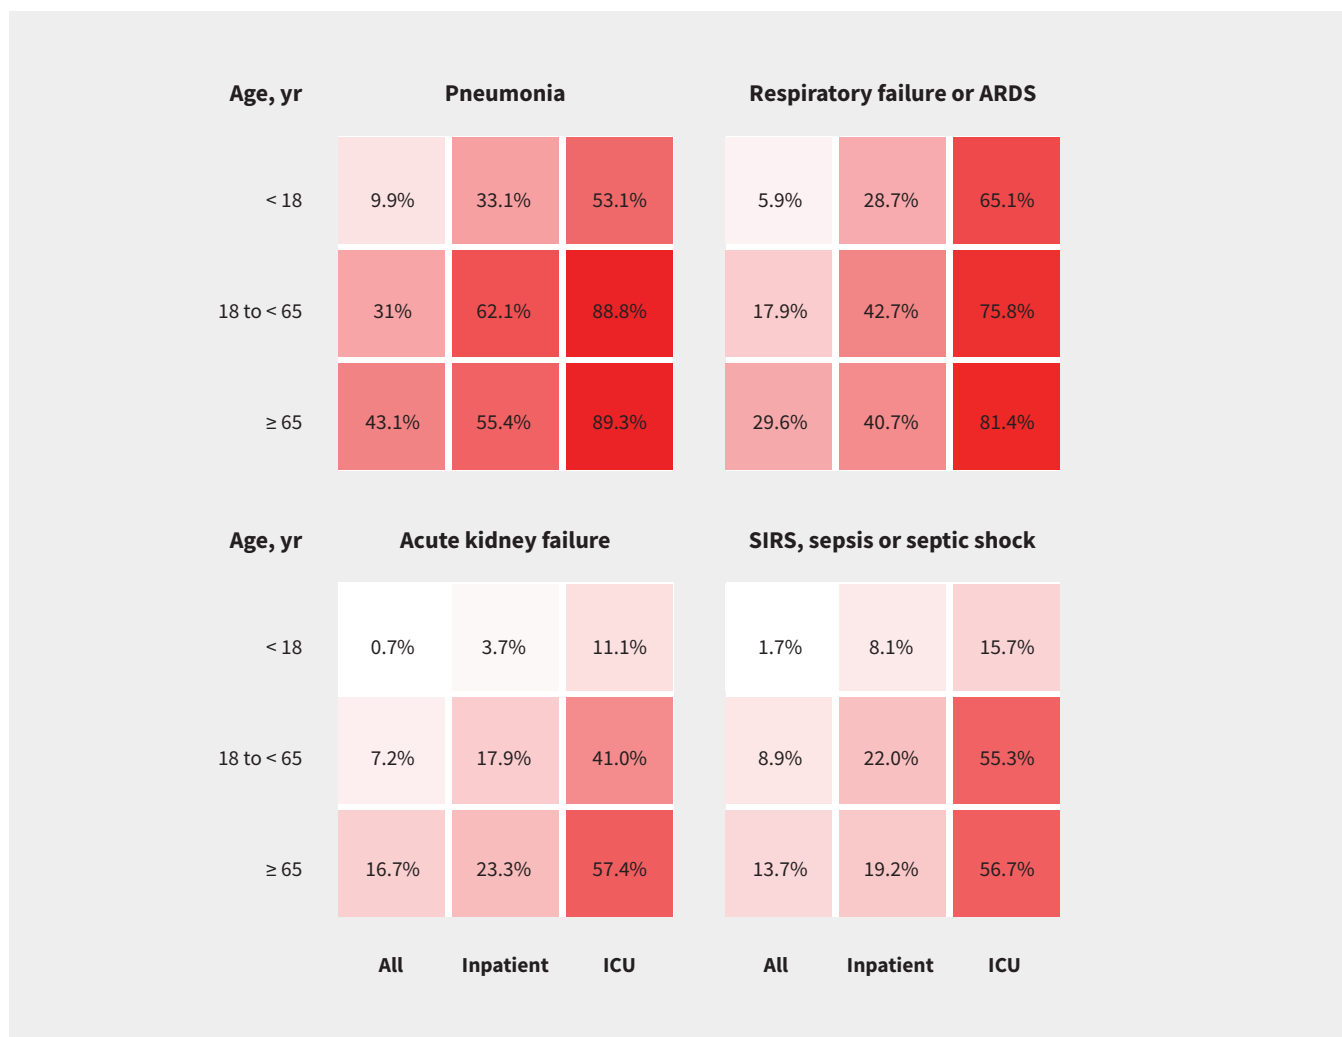 Age, yr Pneumonia Respiratory failure or ARDS
< 18 9.9% 33.1% 53.1% 5.9% 28.7% 65.1%
18 to < 65 31% 62.1% 88.8% 17.9% 42.7% 75.8%
≥ 65 43.1% 55.4% 89.3% 29.6% 40.7% 81.4%
Age, yr Acute kidney failure SIRS, sepsis or septic shock
< 18 0.7% 3.7% 11.1% 1.7% 8.1% 15.7%
18 to < 65 7.2% 17.9% 41.0% 8.9% 22.0% 55.3%
≥ 65 16.7% 23.3% 57.4% 13.7% 19.2% 56.7%
All Inpatient ICU All Inpatient ICU